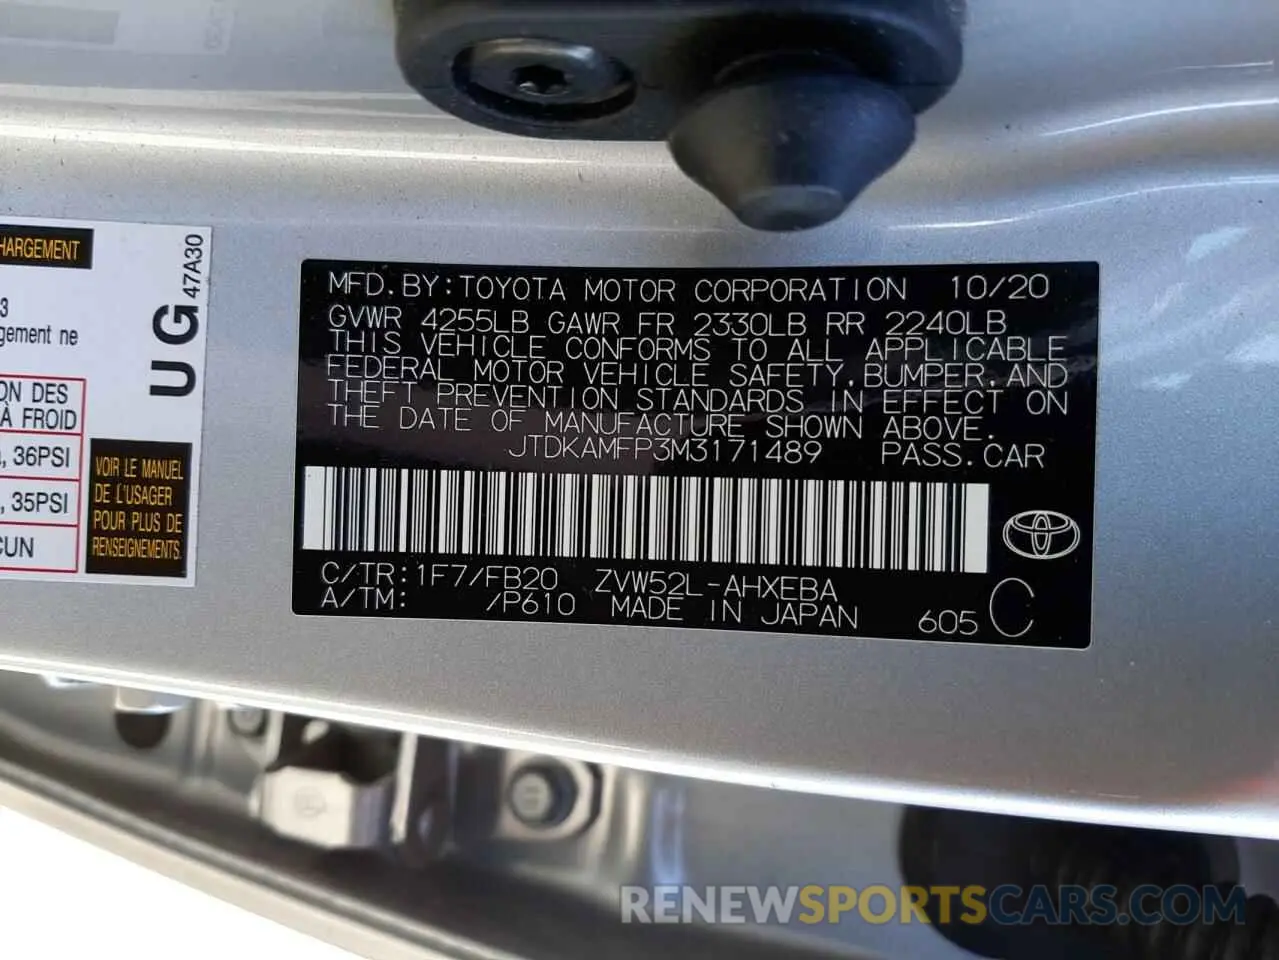 HARGEMENT
3
gement ne
UG 47A30
ON DES
À FROID
, 36PSI
, 35PSI
CUN
VOIR LE MANUEL
DE L'USAGER
POUR PLUS DE
RENSEIGNEMENTS
MFD.BY:TOYOTA MOTOR CORPORATION 10/20
GVWR 4255LB GAWR FR 2330LB RR 2240LB
THIS VEHICLE CONFORMS TO ALL APPLICABLE
FEDERAL MOTOR VEHICLE SAFETY,BUMPER,AND
THEFT PREVENTION STANDARDS IN EFFECT ON
THE DATE OF MANUFACTURE SHOWN ABOVE.
JTDKAMFP3M3171489 PASS.CAR
C/TR:1F7/FB20 ZVW52L-AHXEBA
A/TM: /P610 MADE IN JAPAN 605 C
RENEWSPORTSCARS.COM